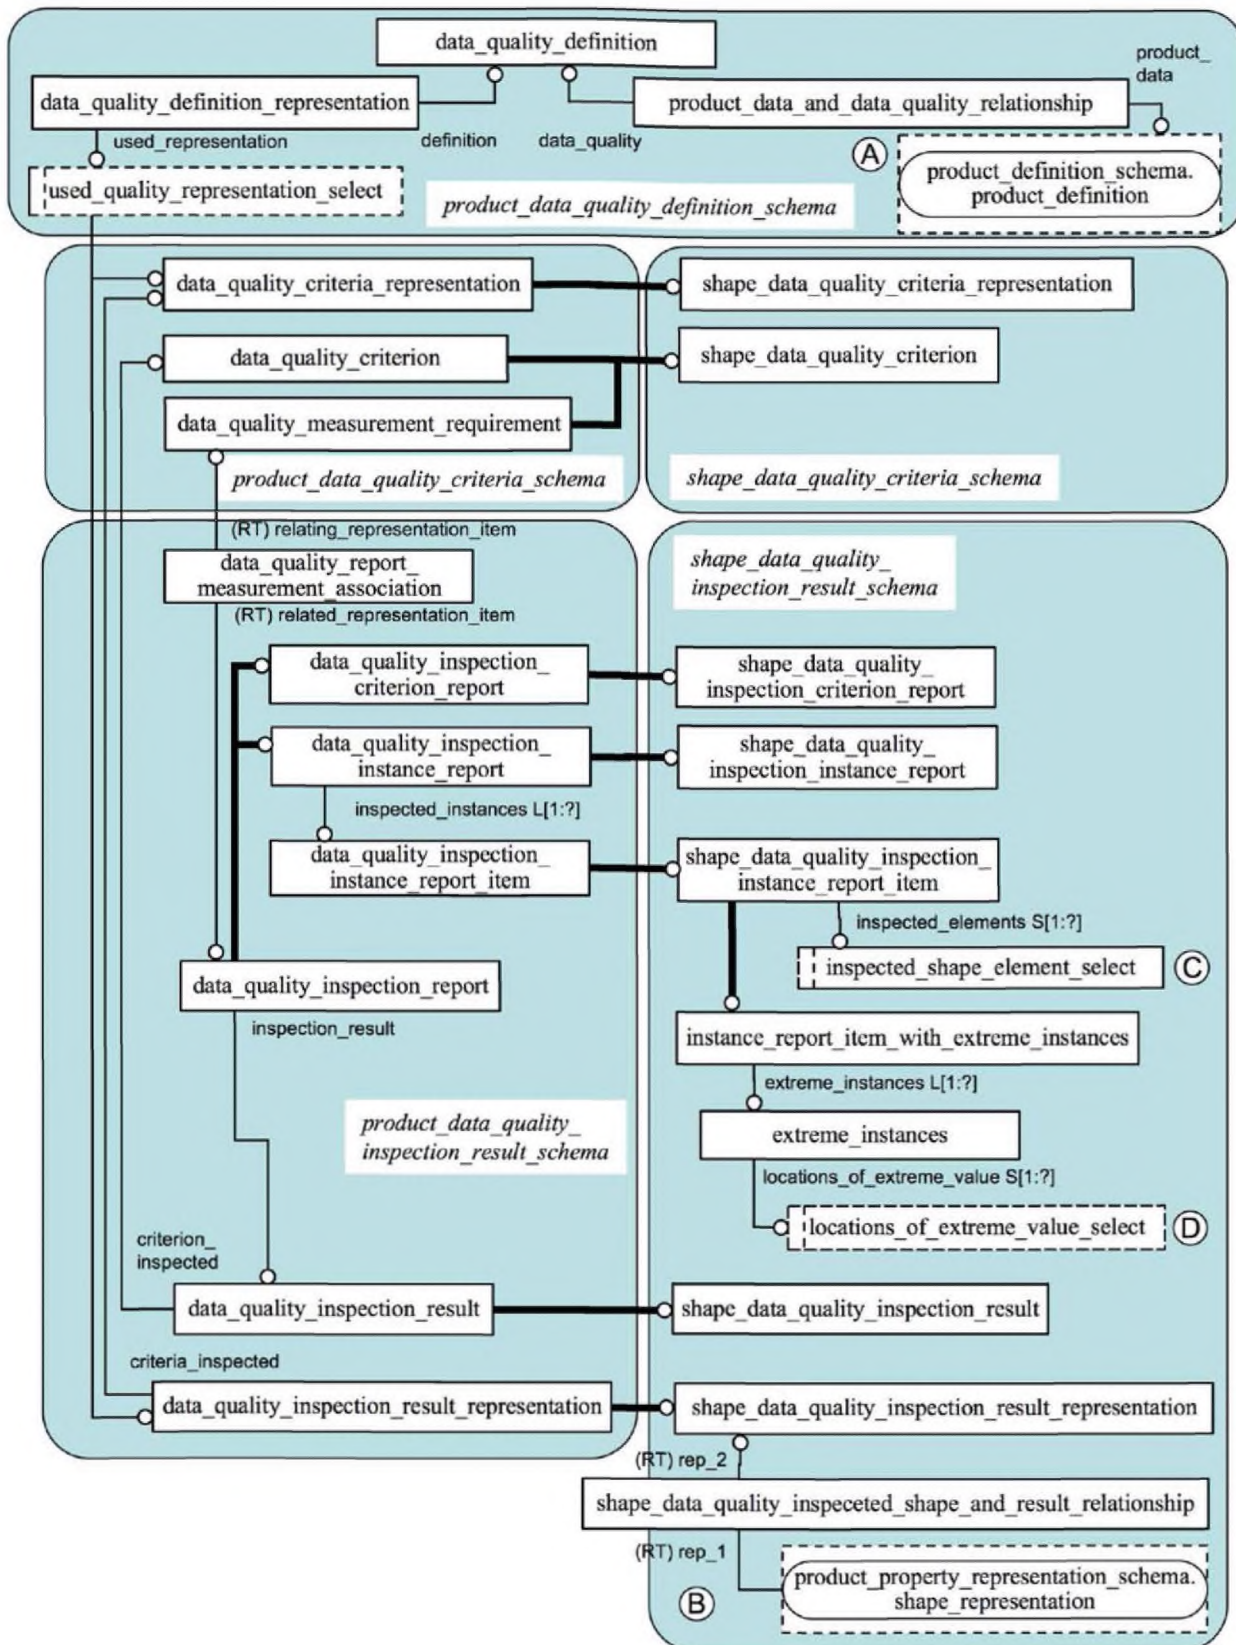 data_quality_definition
product_
data
data_quality_definition_representation
product_data_and_data_quality_relationship
used_representation
definition
data_quality
A
used_quality_representation_select
product_definition_schema.
product_definition
product_data_quality_definition_schema
data_quality_criteria_representation
shape_data_quality_criteria_representation
data_quality_criterion
shape_data_quality_criterion
data_quality_measurement_requirement
product_data_quality_criteria_schema
shape_data_quality_criteria_schema
(RT) relating_representation_item
data_quality_report_
measurement_association
(RT) related_representation_item
shape_data_quality_
inspection_result_schema
data_quality_inspection_
criterion_report
shape_data_quality_
inspection_criterion_report
data_quality_inspection_
instance_report
shape_data_quality_
inspection_instance_report
inspected_instances L[1:?]
data_quality_inspection_
instance_report_item
shape_data_quality_inspection_
instance_report_item
inspected_elements S[1:?]
inspected_shape_element_select
C
data_quality_inspection_report
inspection_result
instance_report_item_with_extreme_instances
extreme_instances L[1:?]
product_data_quality_
inspection_result_schema
extreme_instances
locations_of_extreme_value S[1:?]
locations_of_extreme_value_select
D
criterion_
inspected
data_quality_inspection_result
shape_data_quality_inspection_result
criteria_inspected
data_quality_inspection_result_representation
shape_data_quality_inspection_result_representation
(RT) rep_2
shape_data_quality_inspeceted_shape_and_result_relationship
(RT) rep_1
product_property_representation_schema.
shape_representation
B